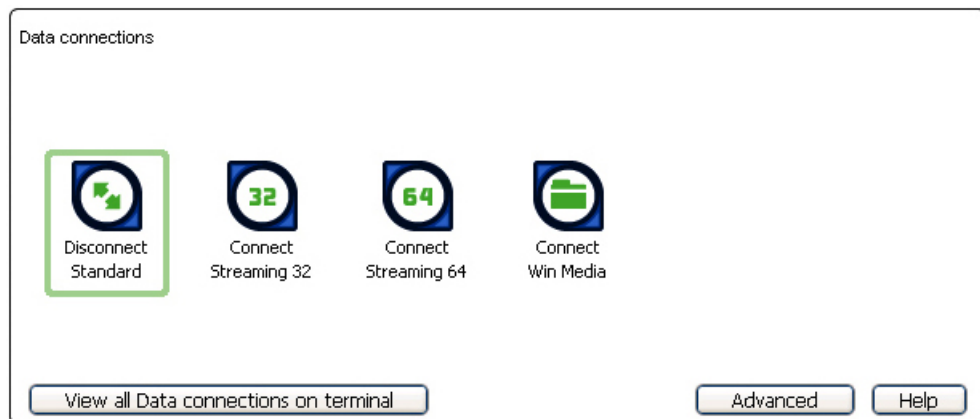 Data connections
32
64
Disconnect Standard
Connect Streaming 32
Connect Streaming 64
Connect Win Media
View all Data connections on terminal
Advanced
Help